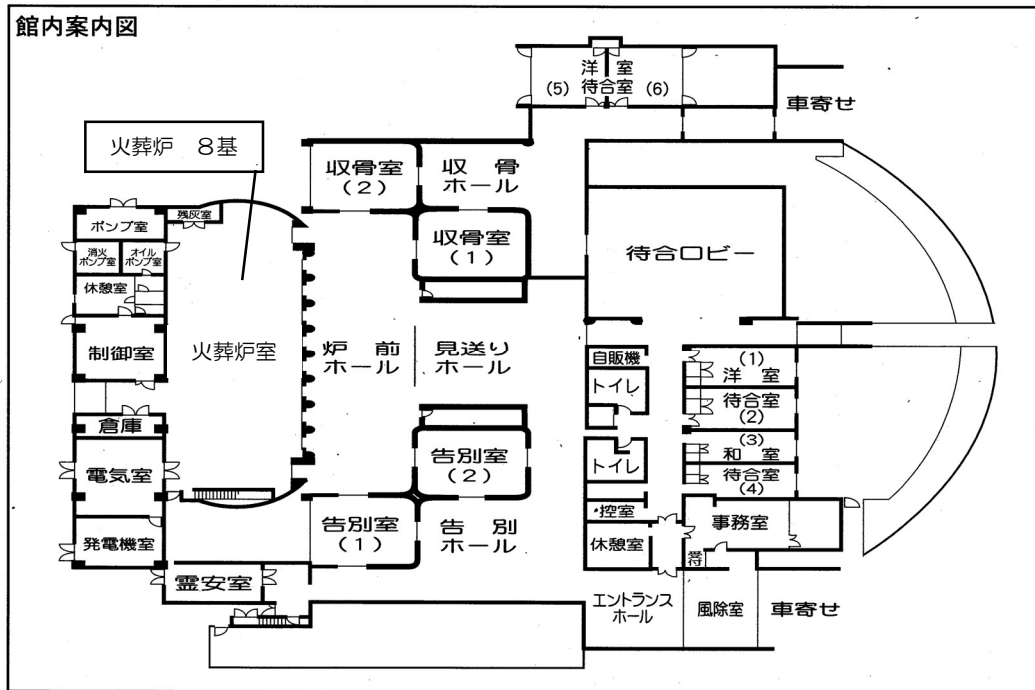 館内案内図
洋　室
(5) 待合室 (6)
車寄せ
火葬炉　8基
収骨室
(2)
収　骨
ホール
残灰室
ポンプ室
収骨室
(1)
消火
ポンプ室
オイル
ポンプ室
待合ロビー
休憩室
制御室
火葬炉室
炉　前
ホール
見送り
ホール
自販機
(1)
洋　室
トイレ
待合室
(2)
倉庫
(3)
和　室
電気室
告別室
(2)
トイレ
待合室
(4)
・控室
発電機室
告別室
(1)
告　別
ホール
休憩室
事務室
霊安室
エントランス
ホール
風除室
車寄せ